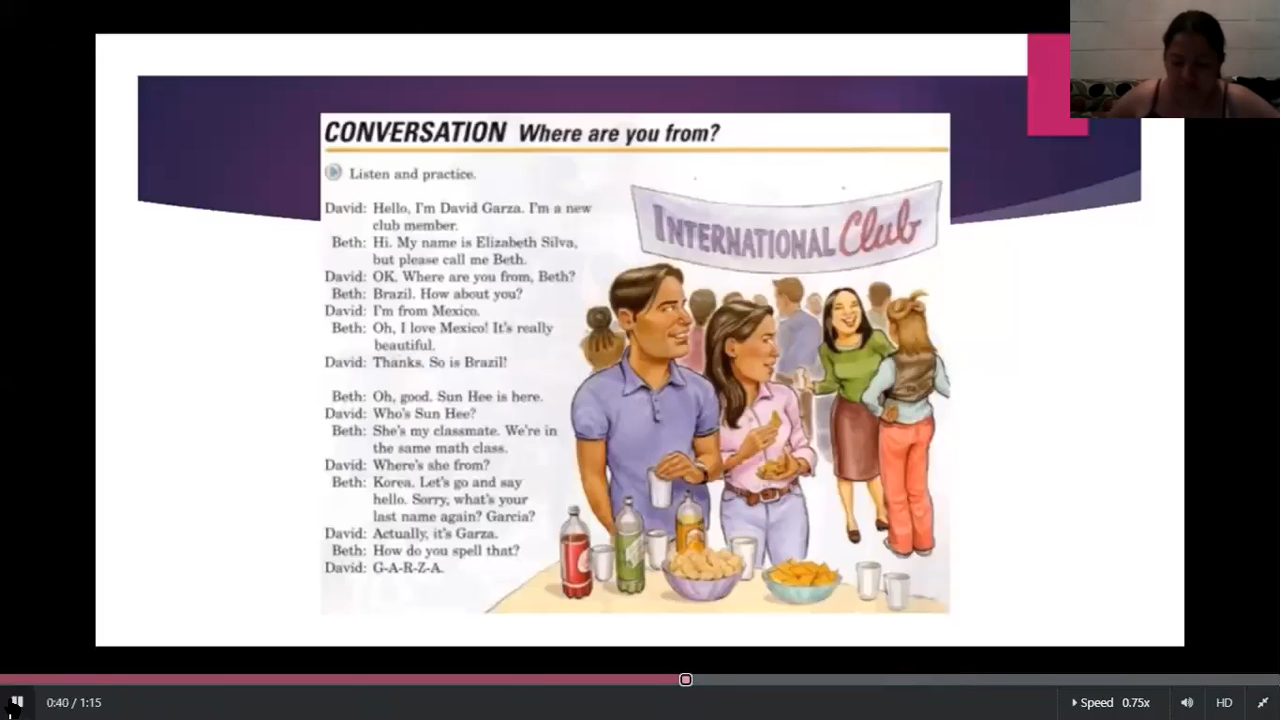 CONVERSATION Where are you from?
Listen and practice.
David: Hello, I'm David Garza. I'm a new
club member.
Beth: Hi. My name is Elizabeth Silva,
but please call me Beth.
David: OK. Where are you from, Beth?
Beth: Brazil. How about you?
David: I'm from Mexico.
Beth: Oh, I love Mexico! It's really
beautiful.
David: Thanks. So is Brazil!
Beth: Oh, good. Sun Hee is here.
David: Who's Sun Hee?
Beth: She's my classmate. We're in
the same math class.
David: Where's she from?
Beth: Korea. Let's go and say
hello. Sorry, what's your
last name again? Garcia?
David: Actually, it's Garza.
Beth: How do you spell that?
David: G-A-R-Z-A.
INTERNATIONAL Club
0:40 / 1:15
Speed 0.75x
HD